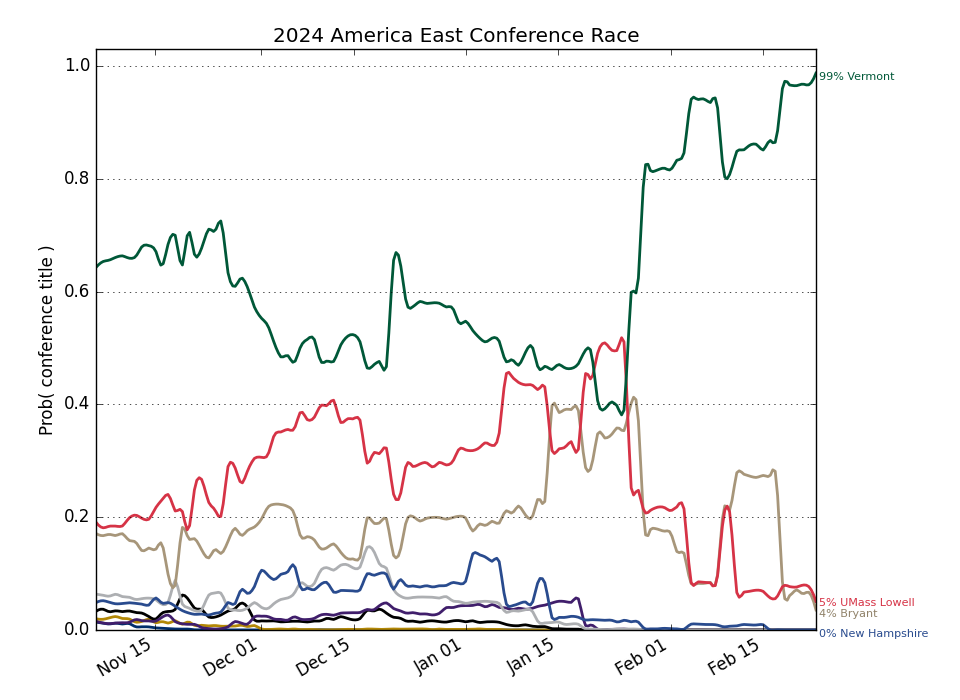 2024 America East Conference Race
Prob( conference title )
1.0
0.8
0.6
0.4
0.2
0.0
Nov 15
Dec 01
Dec 15
Jan 01
Jan 15
Feb 01
Feb 15
99% Vermont
5% UMass Lowell
4% Bryant
0% New Hampshire